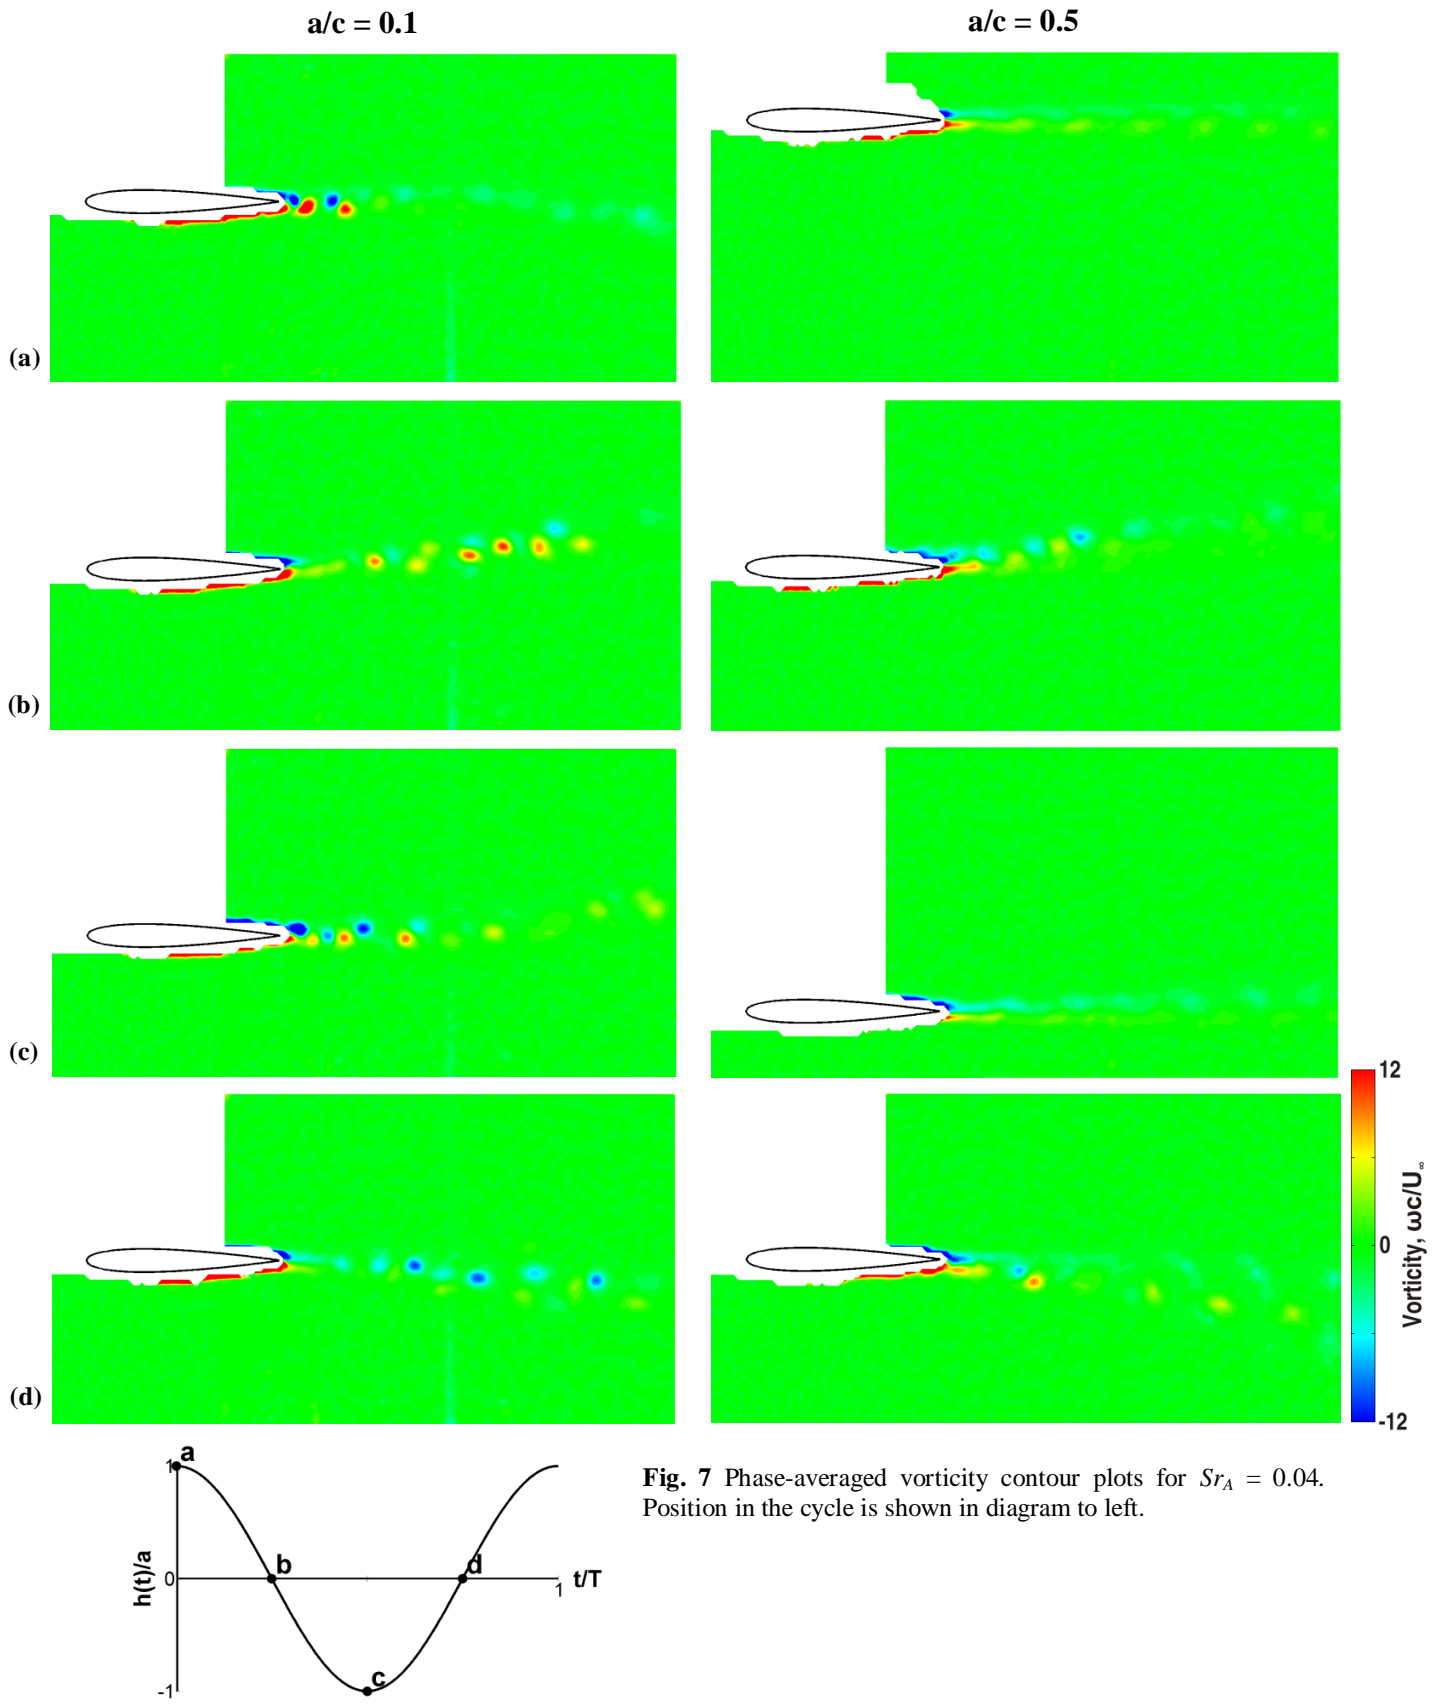 a/c = 0.1
a/c = 0.5
(a)
(b)
(c)
(d)
12
0
-12
Vorticity, ωc/U∞
a
1
b
d
h(t)/a
0
t/T
1
c
-1
Fig. 7 Phase-averaged vorticity contour plots for SrA = 0.04.
Position in the cycle is shown in diagram to left.